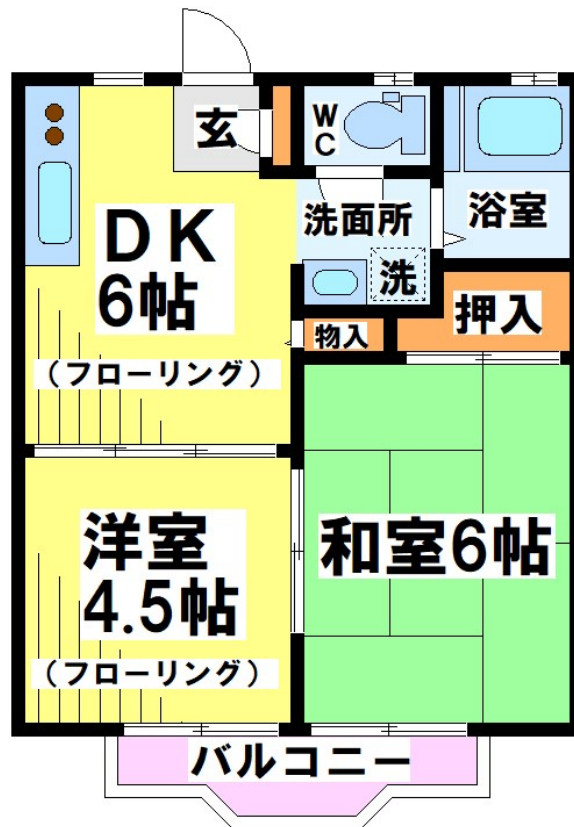 玄
WC
洗面所
浴室
DK
6帖
（フローリング）
洗
物入
押入
洋室
4.5帖
（フローリング）
和室6帖
バルコニー